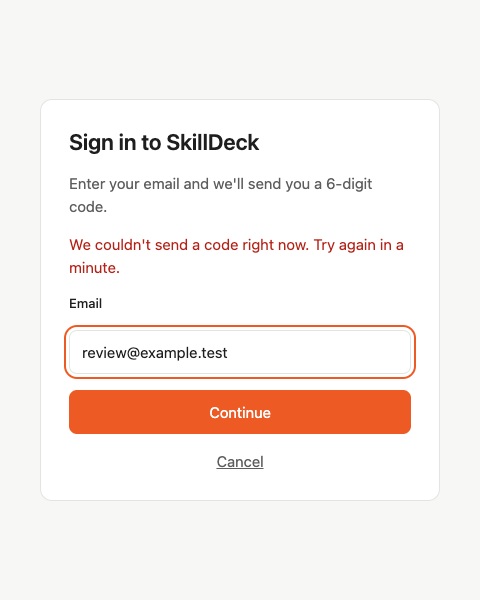 Sign in to SkillDeck
Enter your email and we'll send you a 6-digit
code.
We couldn't send a code right now. Try again in a
minute.
Email
review@example.test
Continue
Cancel